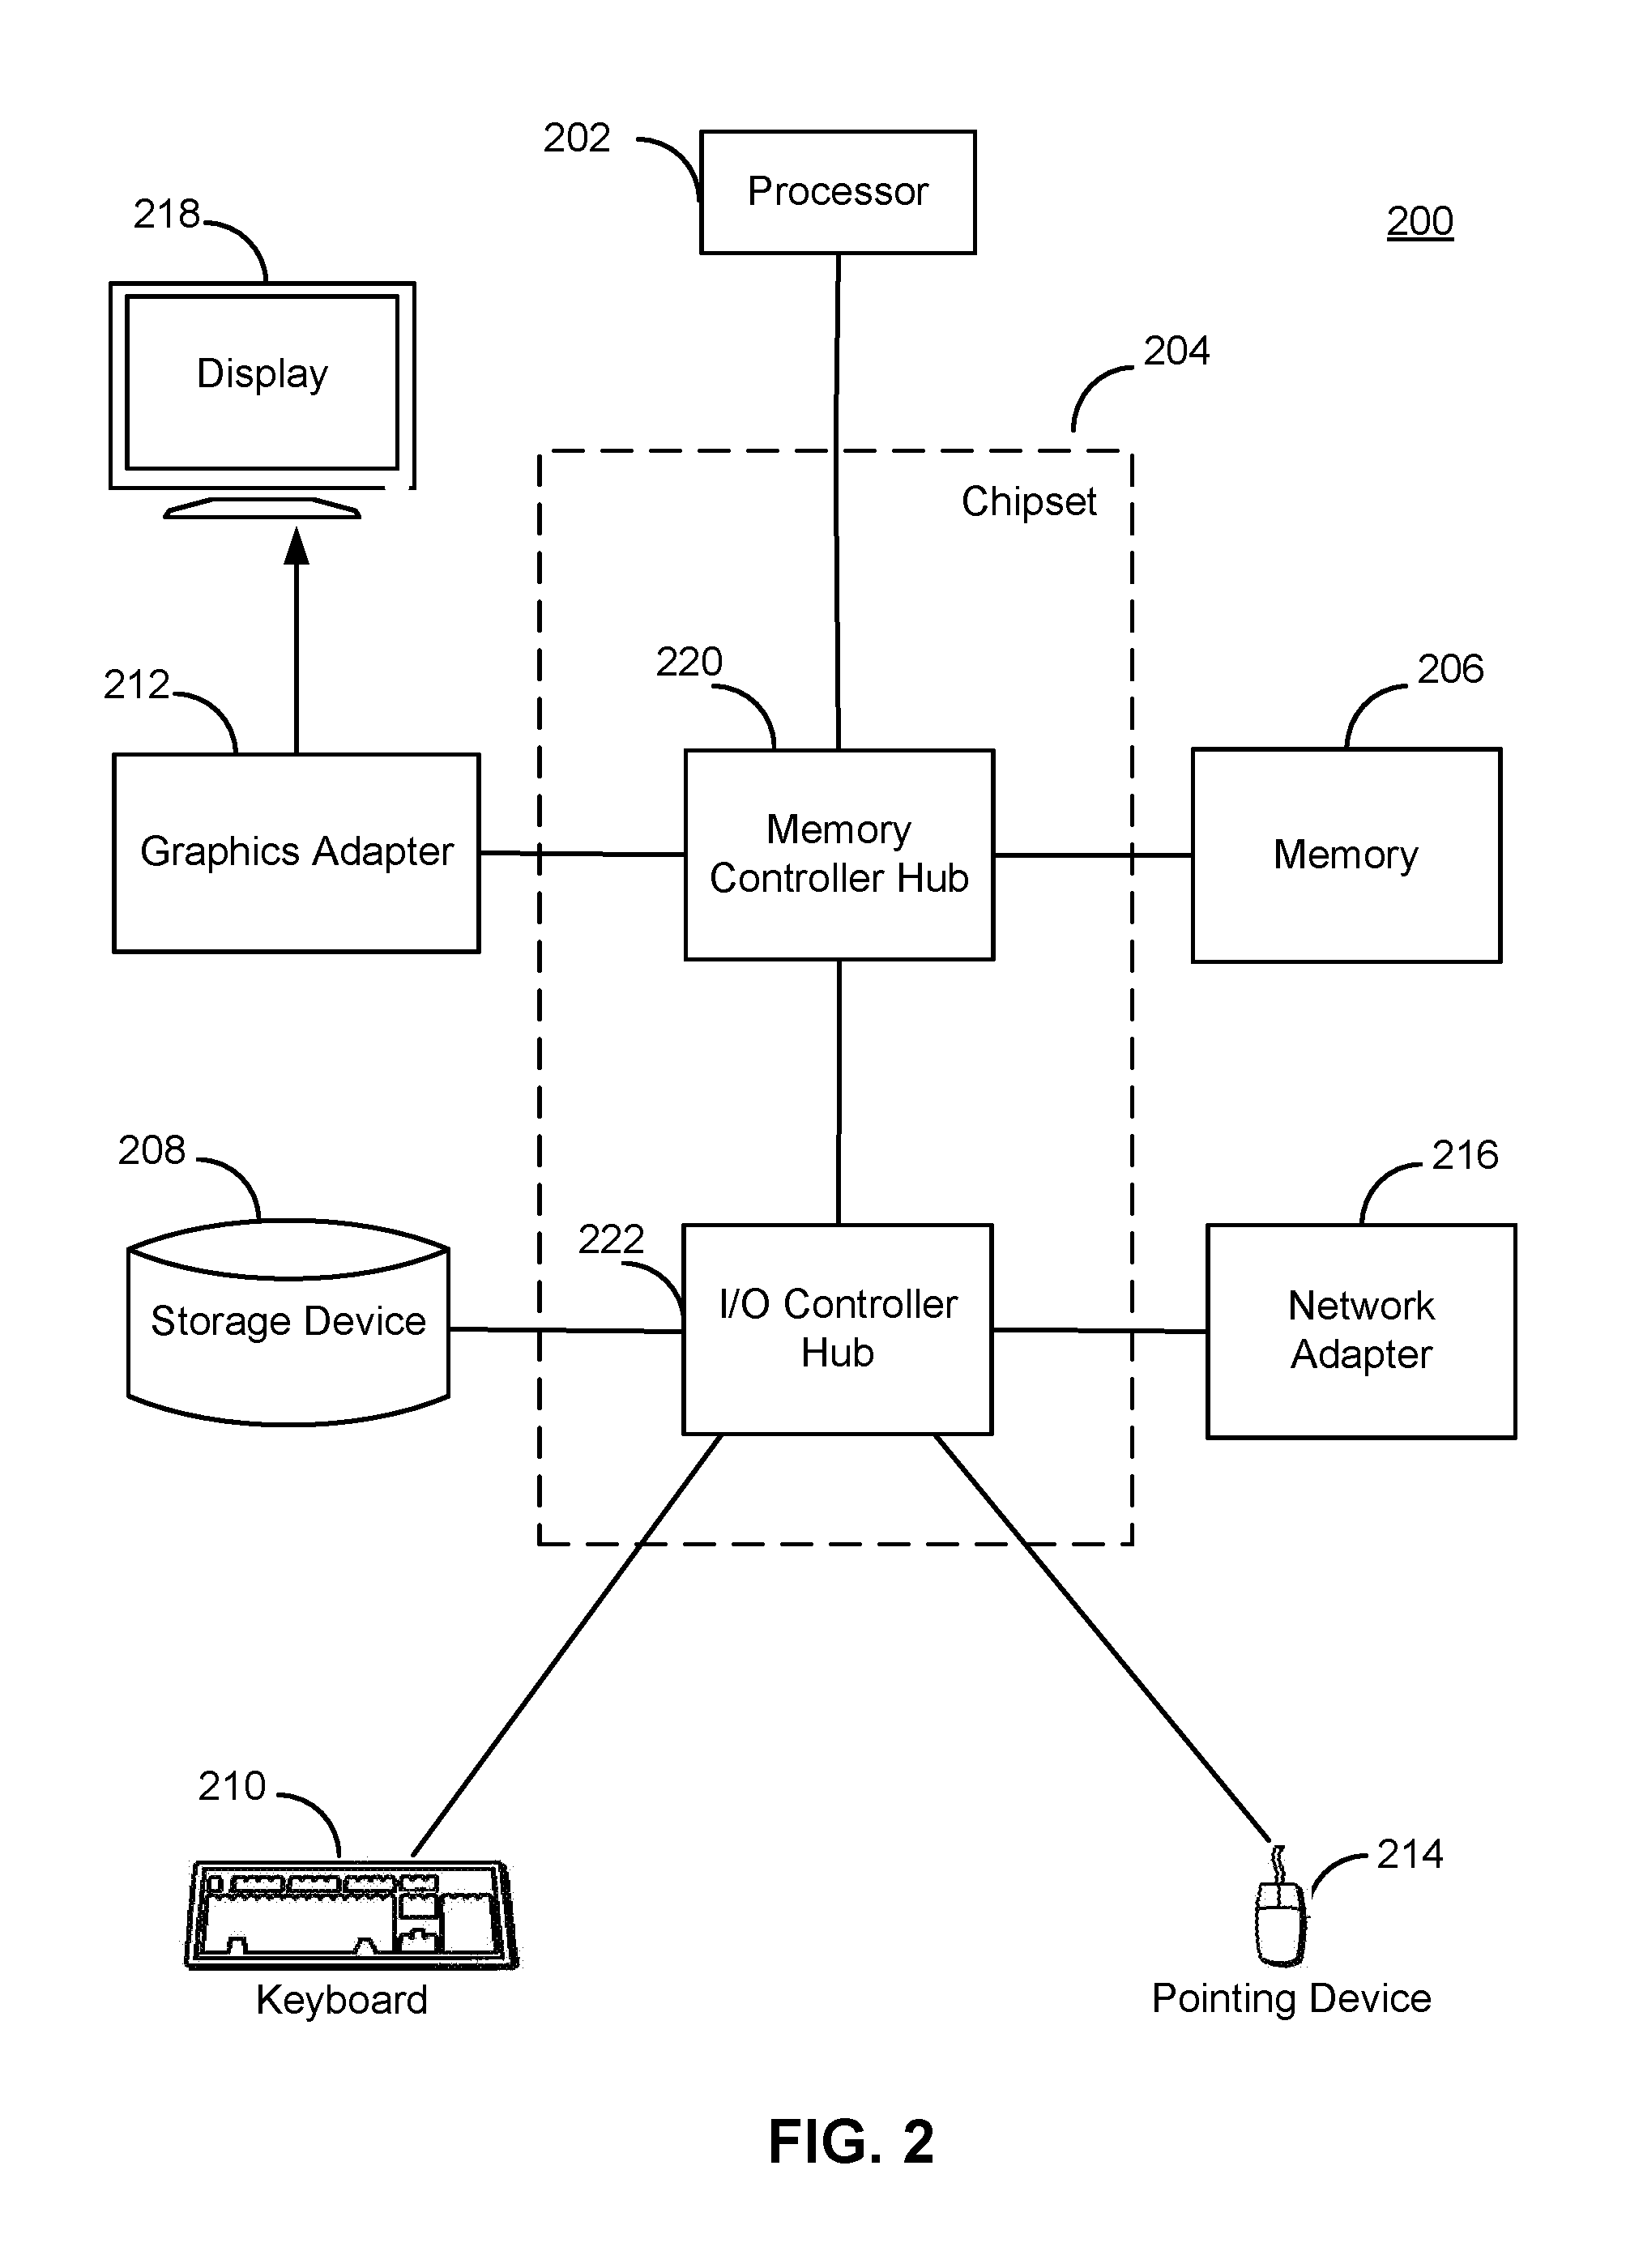 202
Processor
200
218
Display
204
Chipset
220
212
206
Graphics Adapter
Memory
Controller Hub
Memory
208
216
222
Storage Device
I/O Controller
Hub
Network
Adapter
210
Keyboard
214
Pointing Device
FIG. 2